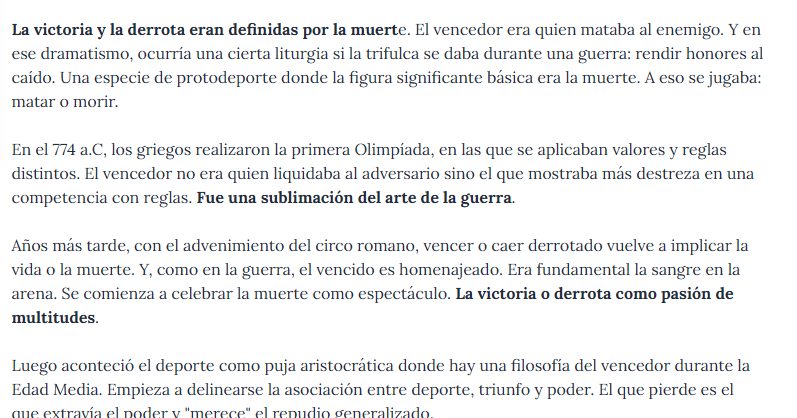 La victoria y la derrota eran definidas por la muerte. El vencedor era quien mataba al enemigo. Y en
ese dramatismo, ocurría una cierta liturgia si la trifulca se daba durante una guerra: rendir honores al
caído. Una especie de protodeporte donde la figura significante básica era la muerte. A eso se jugaba:
matar o morir.
En el 774 a.C, los griegos realizaron la primera Olimpíada, en las que se aplicaban valores y reglas
distintos. El vencedor no era quien liquidaba al adversario sino el que mostraba más destreza en una
competencia con reglas. Fue una sublimación del arte de la guerra.
Años más tarde, con el advenimiento del circo romano, vencer o caer derrotado vuelve a implicar la
vida o la muerte. Y, como en la guerra, el vencido es homenajeado. Era fundamental la sangre en la
arena. Se comienza a celebrar la muerte como espectáculo. La victoria o derrota como pasión de
multitudes.
Luego aconteció el deporte como puja aristocrática donde hay una filosofía del vencedor durante la
Edad Media. Empieza a delinearse la asociación entre deporte, triunfo y poder. El que pierde es el
que extravía el poder y "merece" el repudio generalizado.